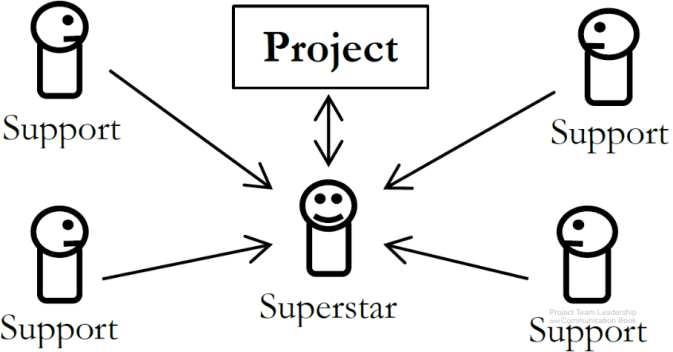 Project
Support
Support
Superstar
Support
Project Team Leadership
and Communication Book
Support